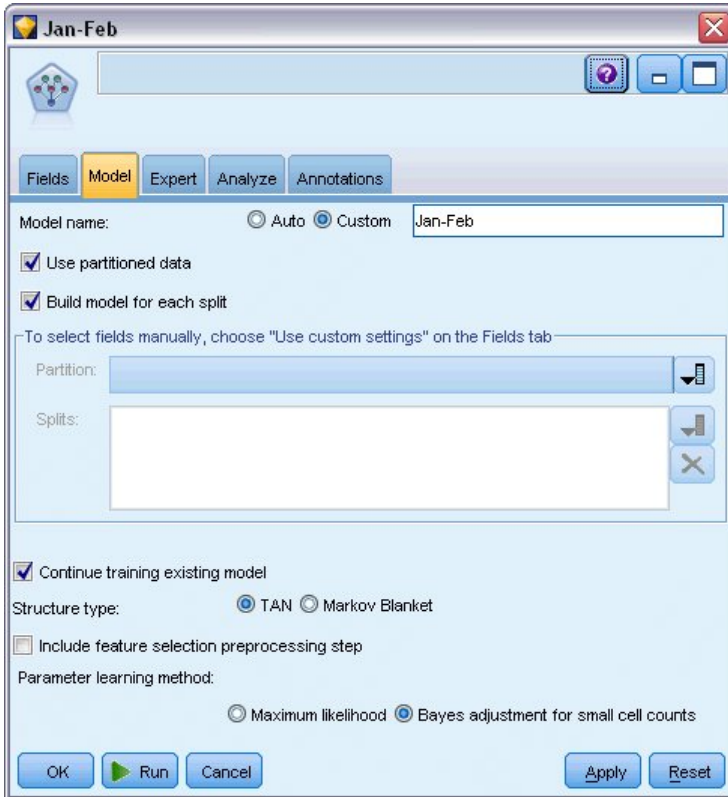 Jan-Feb
Fields Model Expert Analyze Annotations
Model name: Auto Custom Jan-Feb
Use partitioned data
Build model for each split
To select fields manually, choose "Use custom settings" on the Fields tab
Partition:
Splits:
Continue training existing model
Structure type: TAN Markov Blanket
Include feature selection preprocessing step
Parameter learning method:
Maximum likelihood Bayes adjustment for small cell counts
OK Run Cancel Apply Reset